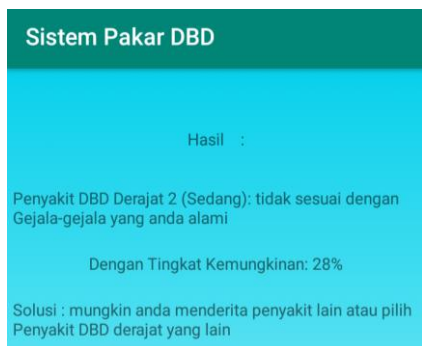 Sistem Pakar DBD
Hasil :
Penyakit DBD Derajat 2 (Sedang): tidak sesuai dengan
Gejala-gejala yang anda alami
Dengan Tingkat Kemungkinan: 28%
Solusi : mungkin anda menderita penyakit lain atau pilih
Penyakit DBD derajat yang lain